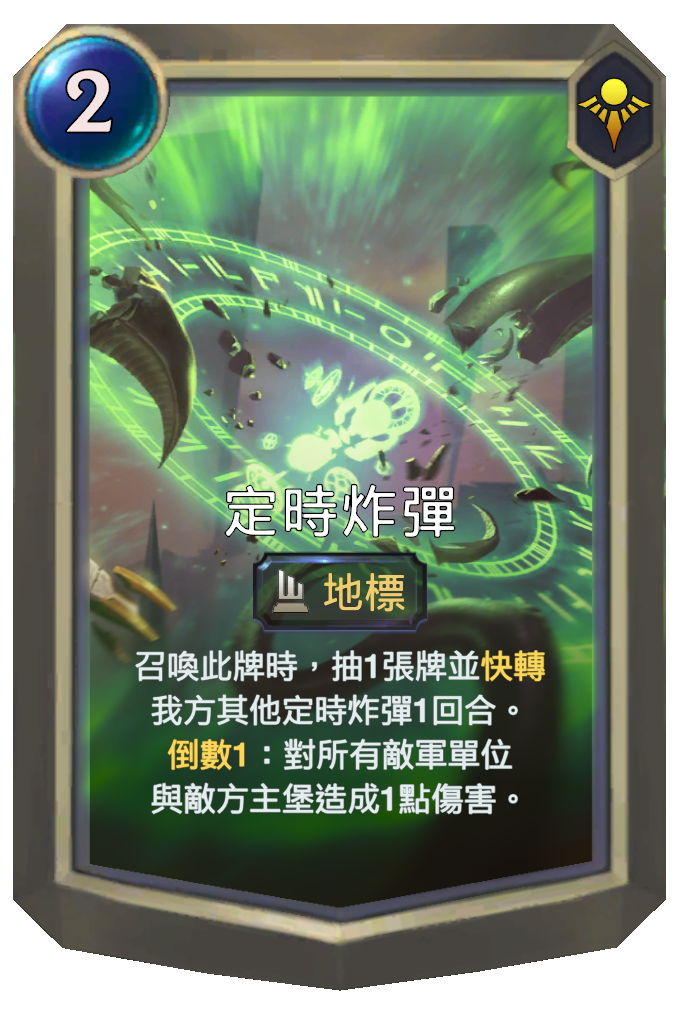 2
定時炸彈
地標
召喚此牌時，抽1張牌並快轉
我方其他定時炸彈1回合。
倒數1：對所有敵軍單位
與敵方主堡造成1點傷害。